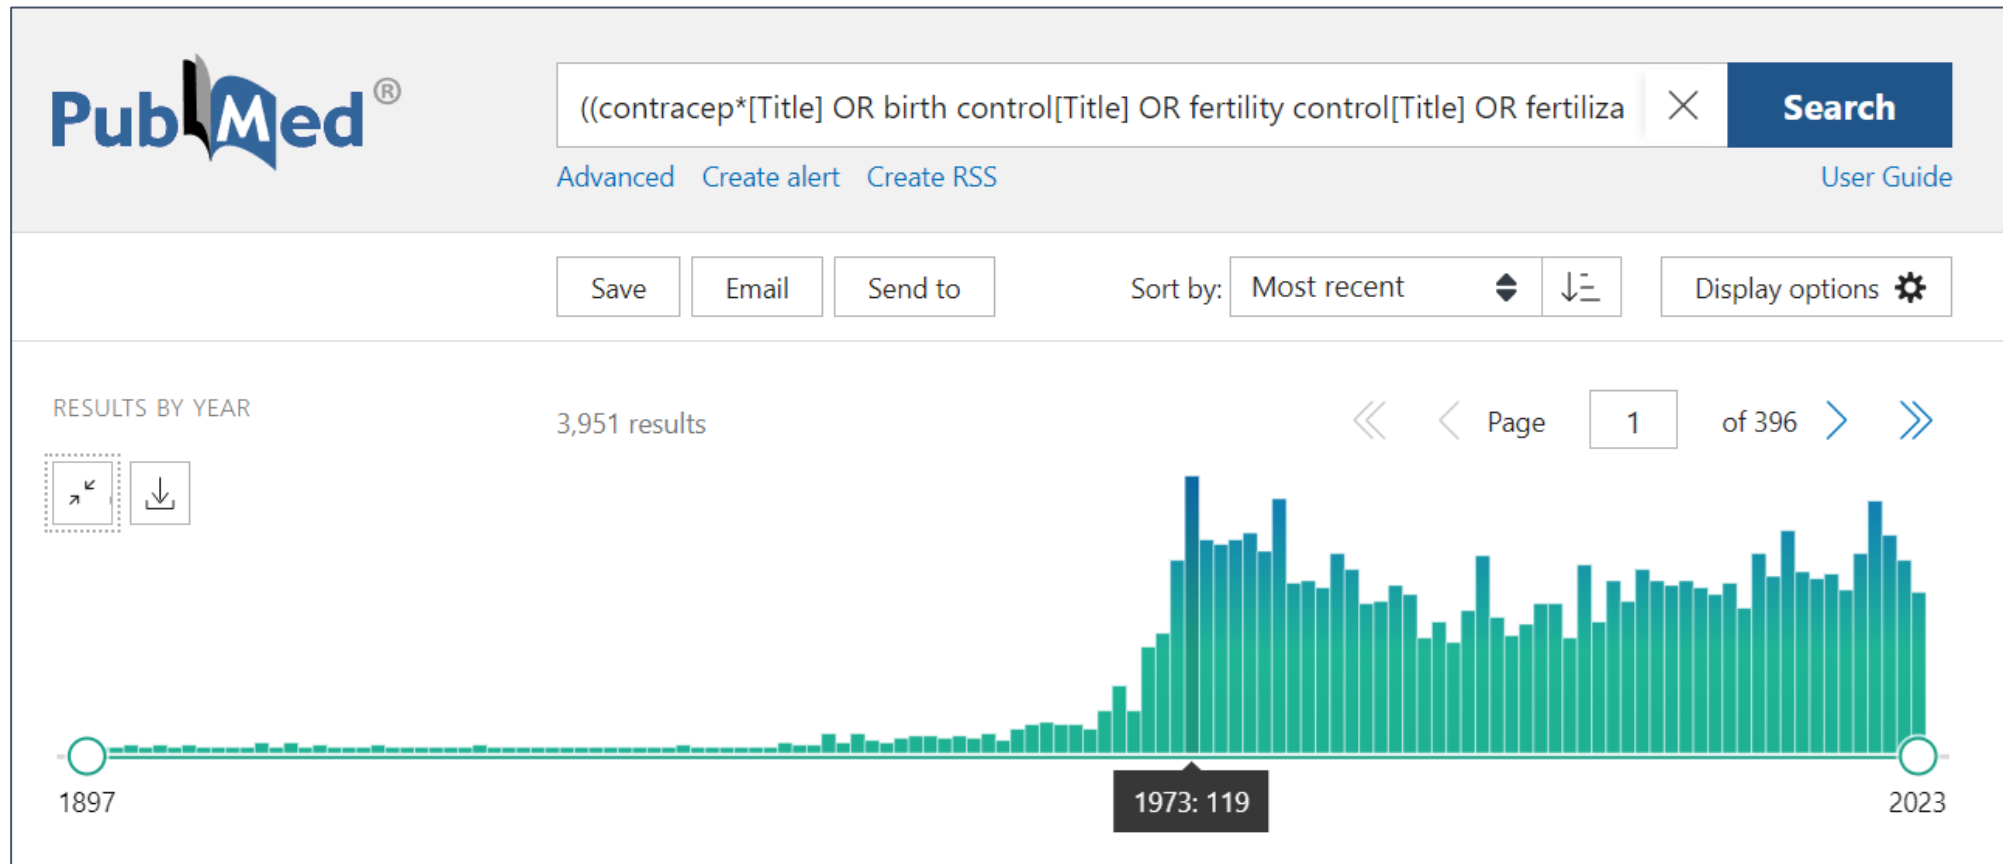 PubMed®
((contracep*[Title] OR birth control[Title] OR fertility control[Title] OR fertiliza
Search
Advanced Create alert Create RSS User Guide
Save Email Send to Sort by: Most recent Display options
RESULTS BY YEAR
3,951 results Page 1 of 396
1973: 119
1897 2023